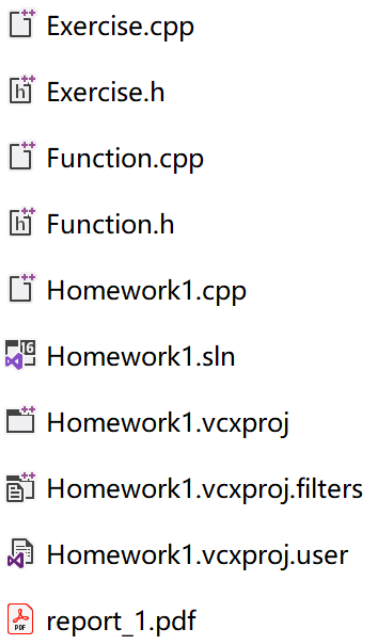 Exercise.cpp
Exercise.h
Function.cpp
Function.h
Homework1.cpp
Homework1.sln
Homework1.vcxproj
Homework1.vcxproj.filters
Homework1.vcxproj.user
report_1.pdf